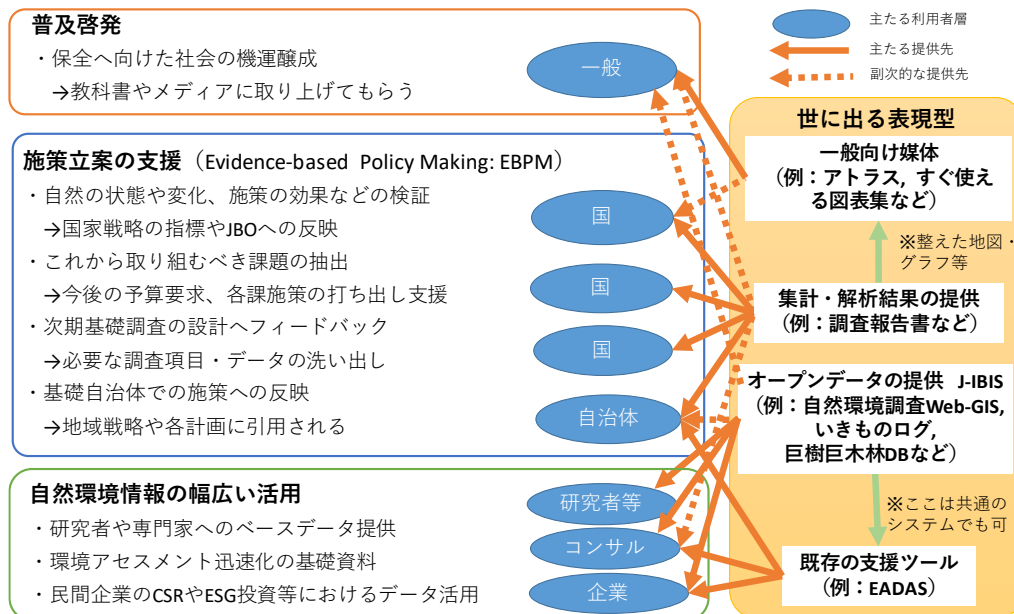 普及啓発
・保全へ向けた社会の機運醸成
→教科書やメディアに取り上げてもらう
一般
主たる利用者層
主たる提供先
副次的な提供先
施策立案の支援（Evidence-based Policy Making: EBPM）
・自然の状態や変化、施策の効果などの検証
→国家戦略の指標やJBOへの反映
・これから取り組むべき課題の抽出
→今後の予算要求、各課施策の打ち出し支援
・次期基礎調査の設計へフィードバック
→必要な調査項目・データの洗い出し
・基礎自治体での施策への反映
→地域戦略や各計画に引用される
国
国
国
自治体
自然環境情報の幅広い活用
・研究者や専門家へのベースデータ提供
・環境アセスメント迅速化の基礎資料
・民間企業のCSRやESG投資等におけるデータ活用
研究者等
コンサル
企業
世に出る表現型
一般向け媒体
（例：アトラス, すぐ使え
る図表集など）
※整えた地図・
グラフ等
集計・解析結果の提供
（例：調査報告書など）
オープンデータの提供 J-IBIS
（例：自然環境調査Web-GIS,
いきものログ,
巨樹巨木林DBなど）
※ここは共通の
システムでも可
既存の支援ツール
（例：EADAS）